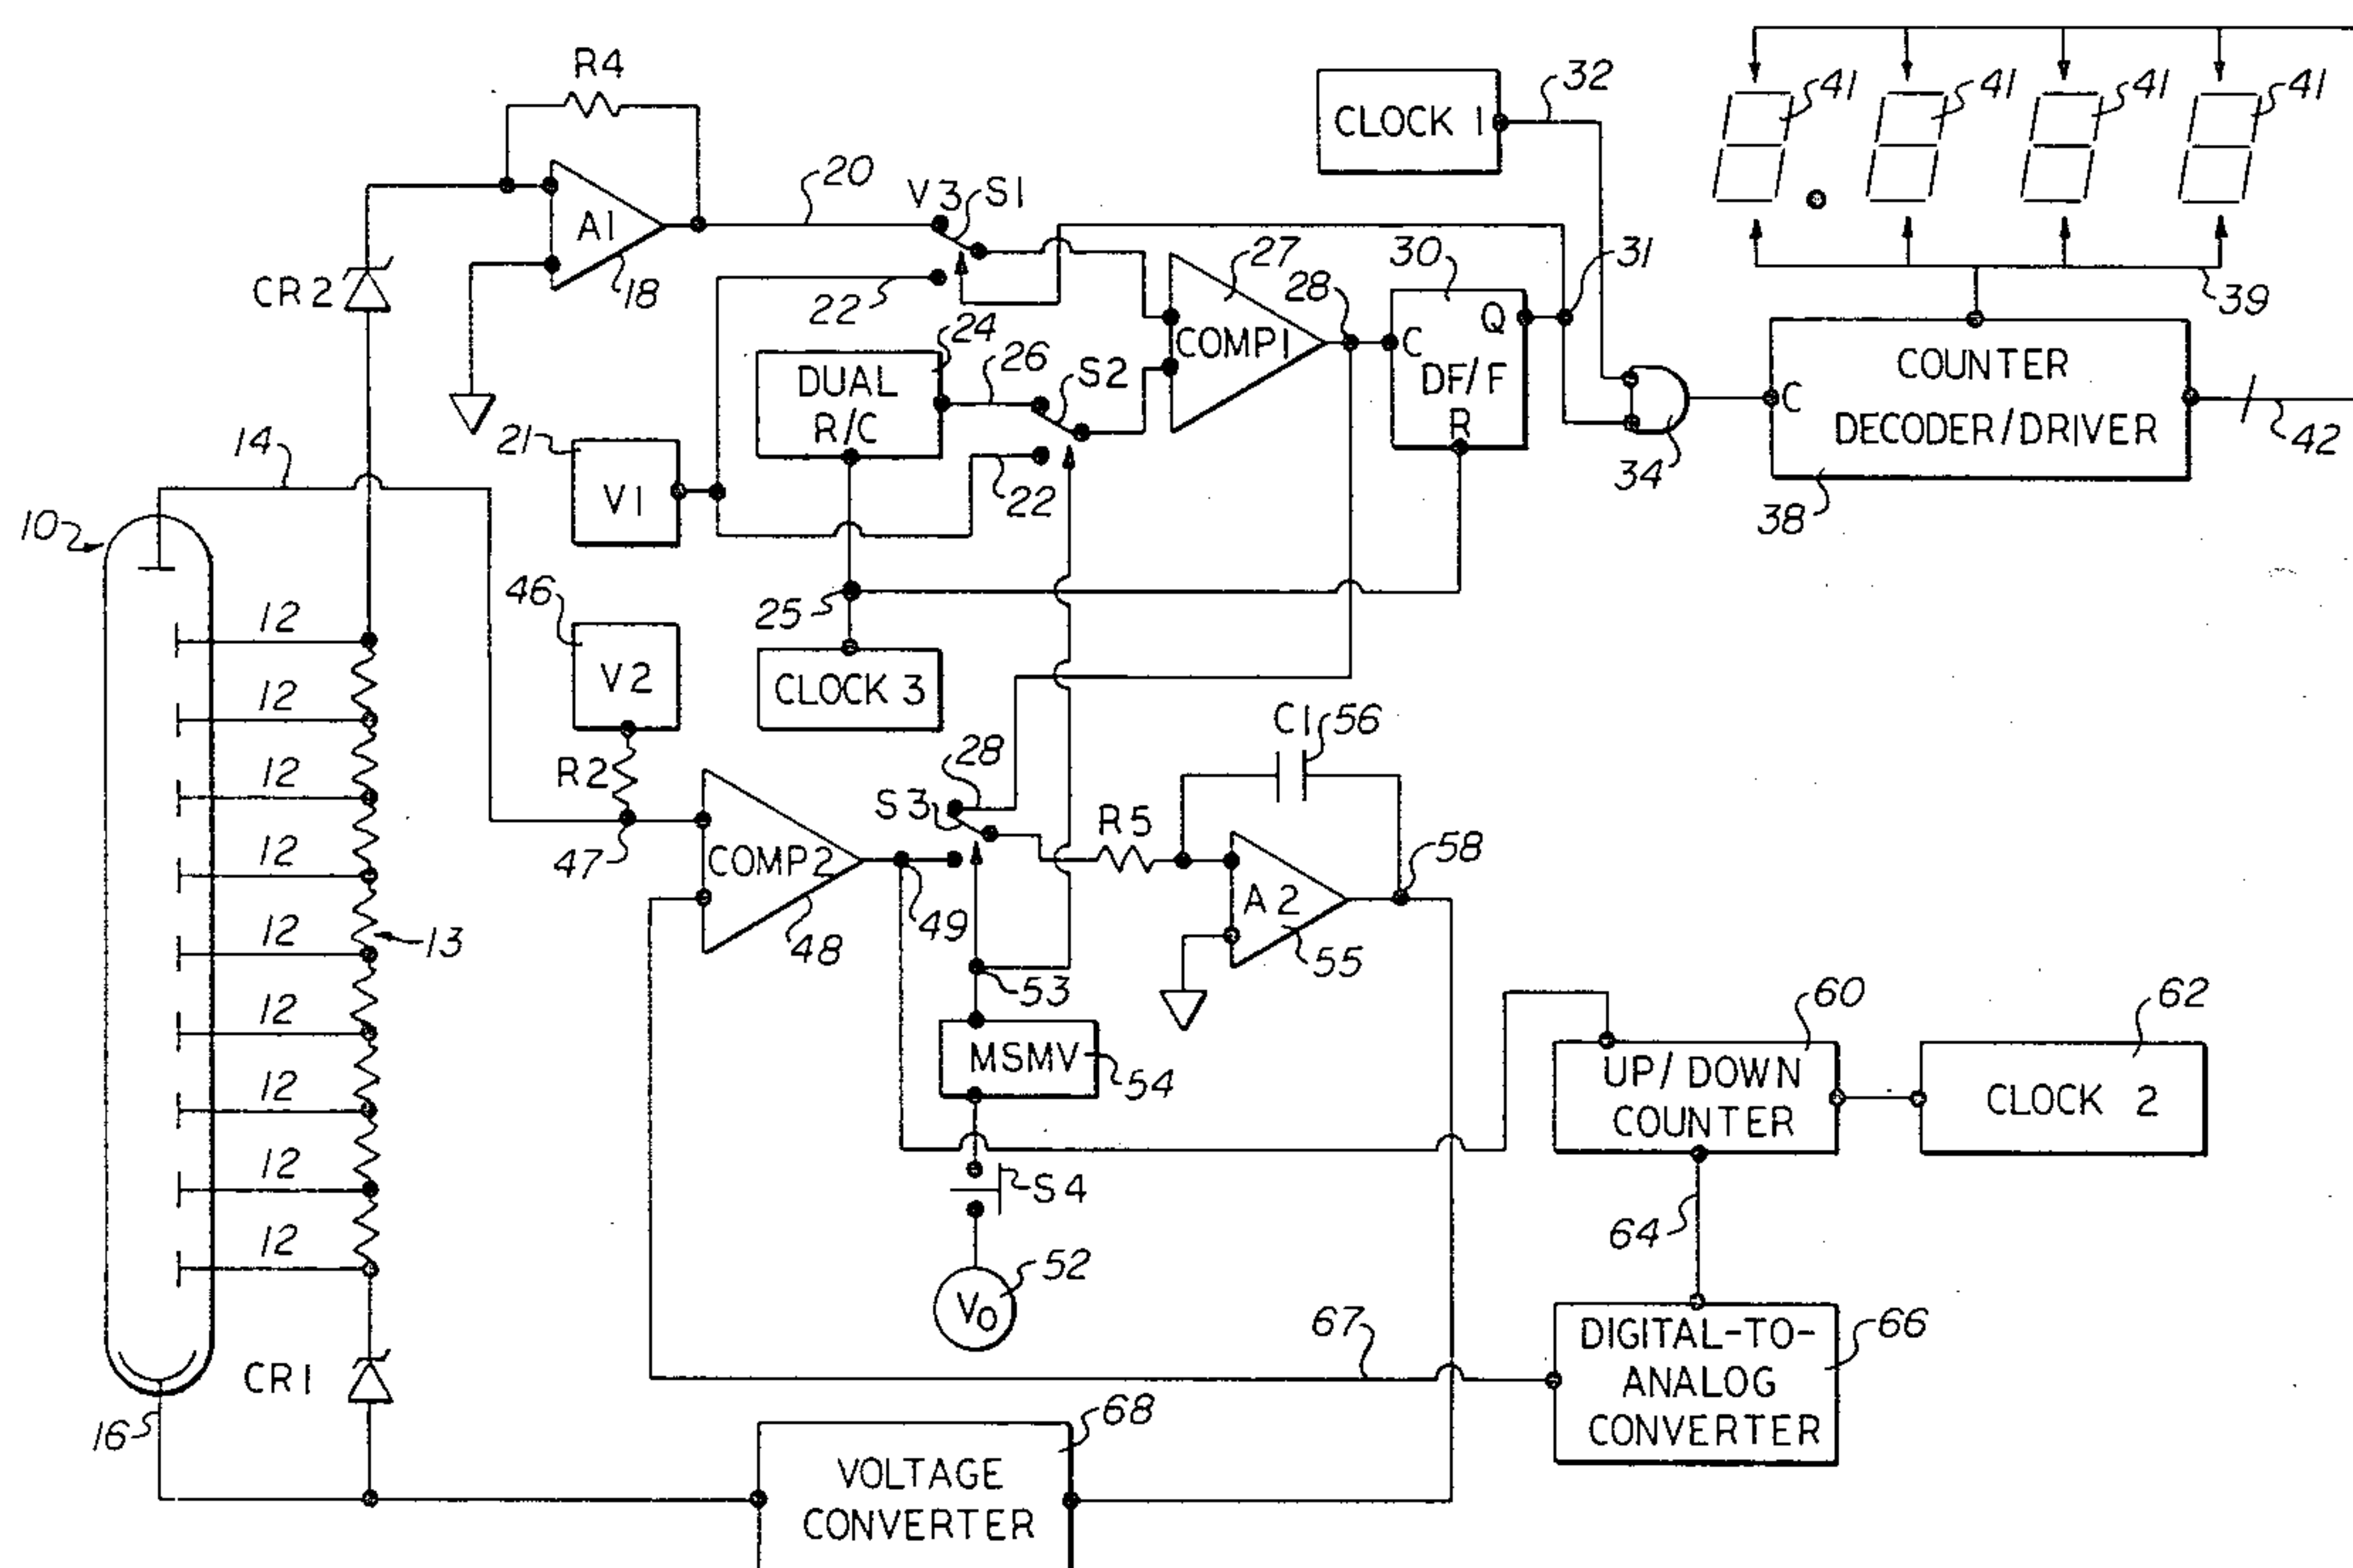 R4
CLOCK 1
32
41
41
41
41
A1
20
V3
S1
27
30
31
CR2
18
22
24
28
Q
39
DUAL
R/C
26
S2
COMP1
C
DF/F
R
COUNTER
DECODER/DRIVER
C
42
14
21
V1
22
34
38
10
46
25
12
V2
CLOCK 3
12
R2
28
C1
56
12
S3
R5
COMP2
12
47
A2
58
12
13
48
49
55
53
12
60
62
MSMV
54
UP/DOWN
COUNTER
CLOCK 2
12
12
S4
64
12
52
VO
67
DIGITAL-TO-
ANALOG
CONVERTER
66
CR1
68
16
VOLTAGE
CONVERTER